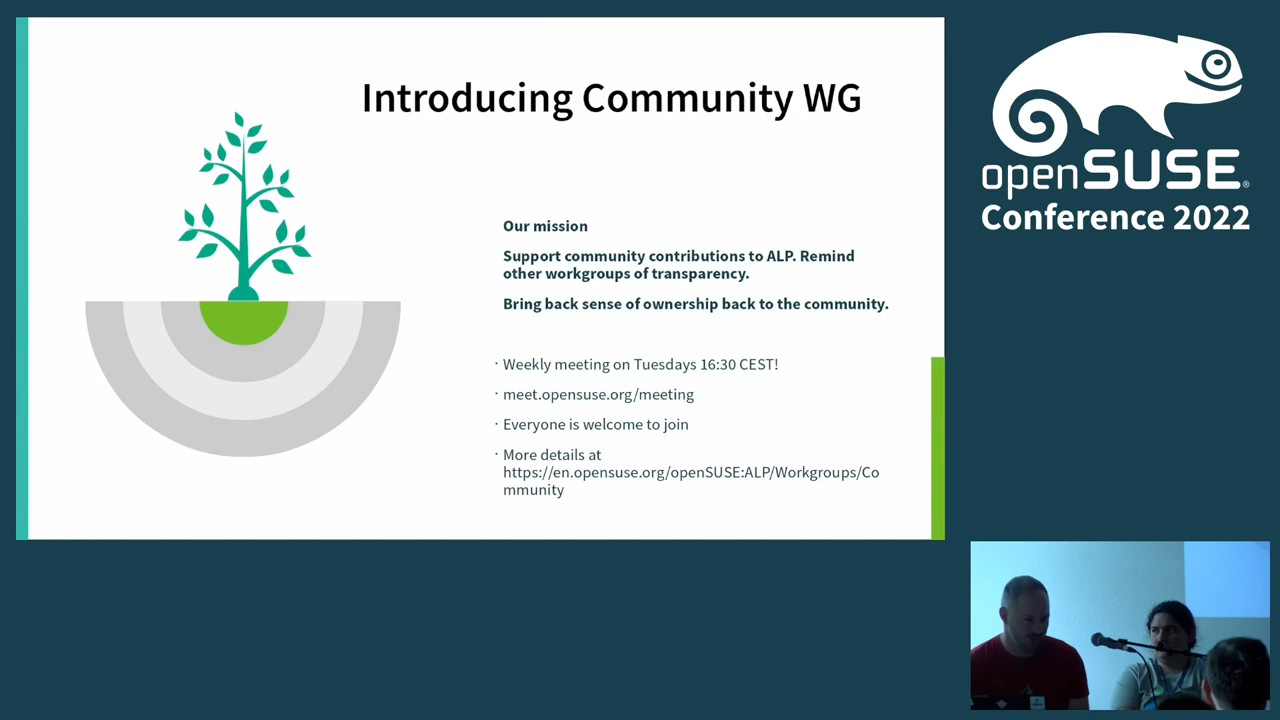 Introducing Community WG
Our mission
Support community contributions to ALP. Remind
other workgroups of transparency.
Bring back sense of ownership back to the community.
· Weekly meeting on Tuesdays 16:30 CEST!
· meet.opensuse.org/meeting
· Everyone is welcome to join
· More details at
https://en.opensuse.org/openSUSE:ALP/Workgroups/Co
mmunity
openSUSE®
Conference 2022